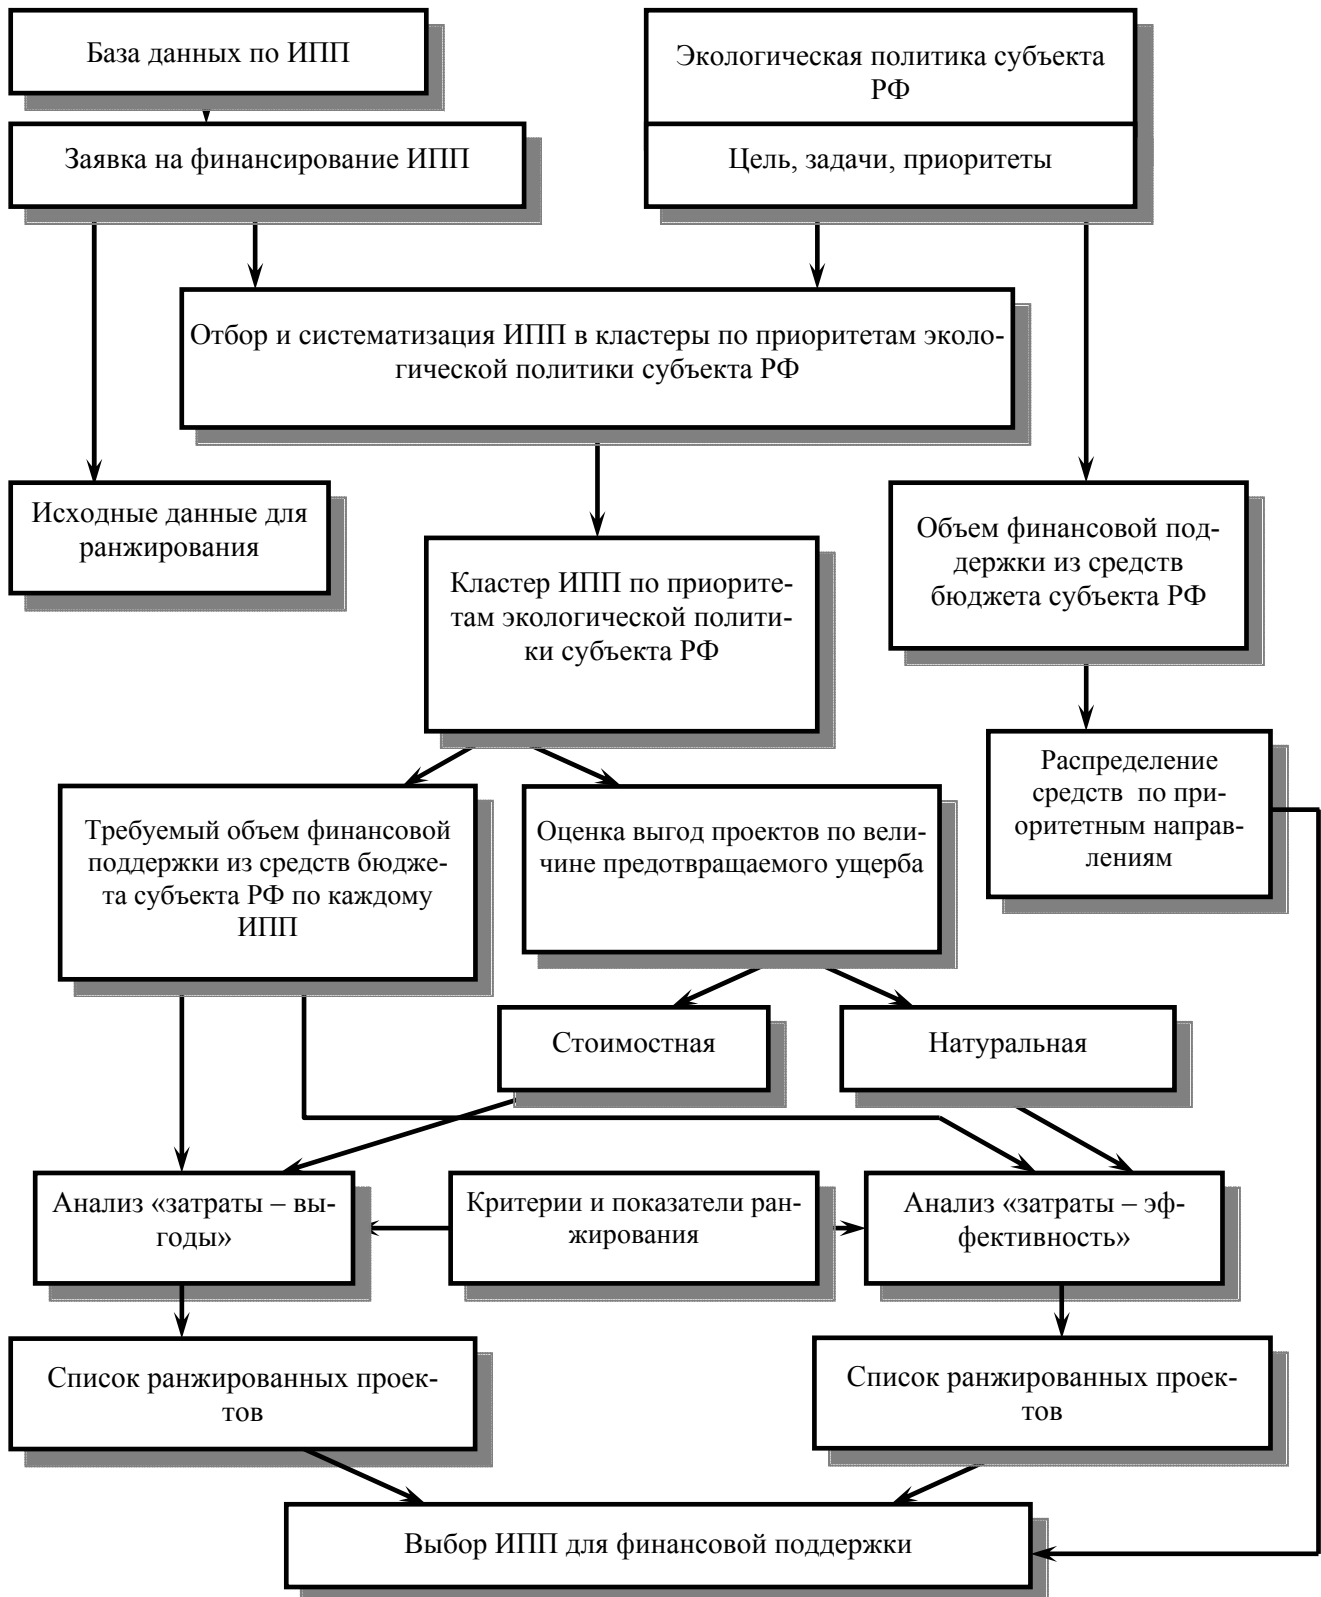 База данных по ИПП
Экологическая политика субъекта
РФ
Заявка на финансирование ИПП
Цель, задачи, приоритеты
Отбор и систематизация ИПП в кластеры по приоритетам эколо-
гической политики субъекта РФ
Исходные данные для
ранжирования
Кластер ИПП по приорите-
там экологической полити-
ки субъекта РФ
Объем финансовой под-
держки из средств
бюджета субъекта РФ
Распределение
средств по при-
оритетным направ-
лениям
Требуемый объем финансовой
поддержки из средств бюдже-
та субъекта РФ по каждому
ИПП
Оценка выгод проектов по вели-
чине предотвращаемого ущерба
Стоимостная
Натуральная
Анализ «затраты – вы-
годы»
Критерии и показатели ран-
жирования
Анализ «затраты – эф-
фективность»
Список ранжированных проек-
тов
Список ранжированных проек-
тов
Выбор ИПП для финансовой поддержки